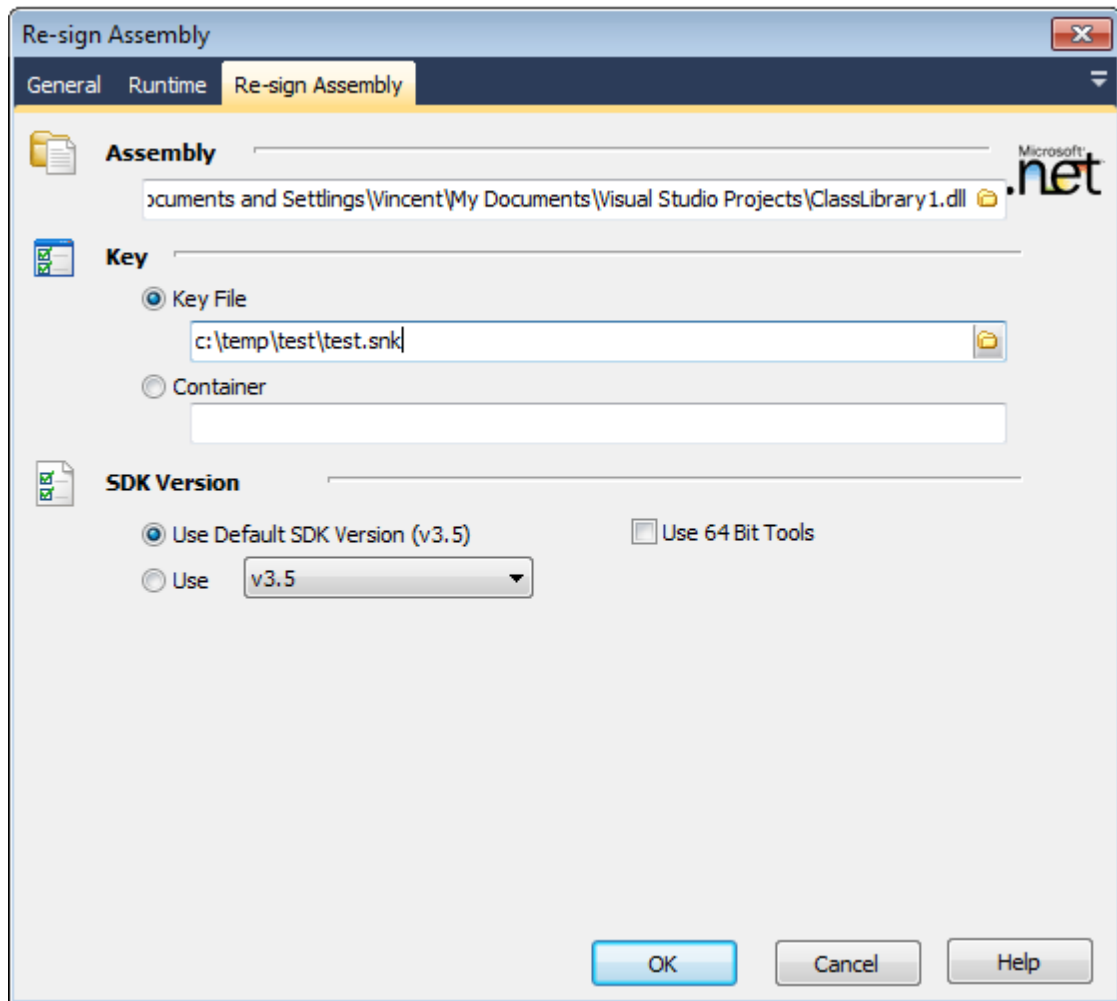 Re-sign Assembly
General Runtime Re-sign Assembly
Assembly
Microsoft
.net
ocuments and Settlings\Vincent\My Documents\Visual Studio Projects\ClassLibrary1.dll
Key
Key File
c:\temp\test\test.snk
Container
SDK Version
Use Default SDK Version (v3.5) Use 64 Bit Tools
Use v3.5
OK Cancel Help